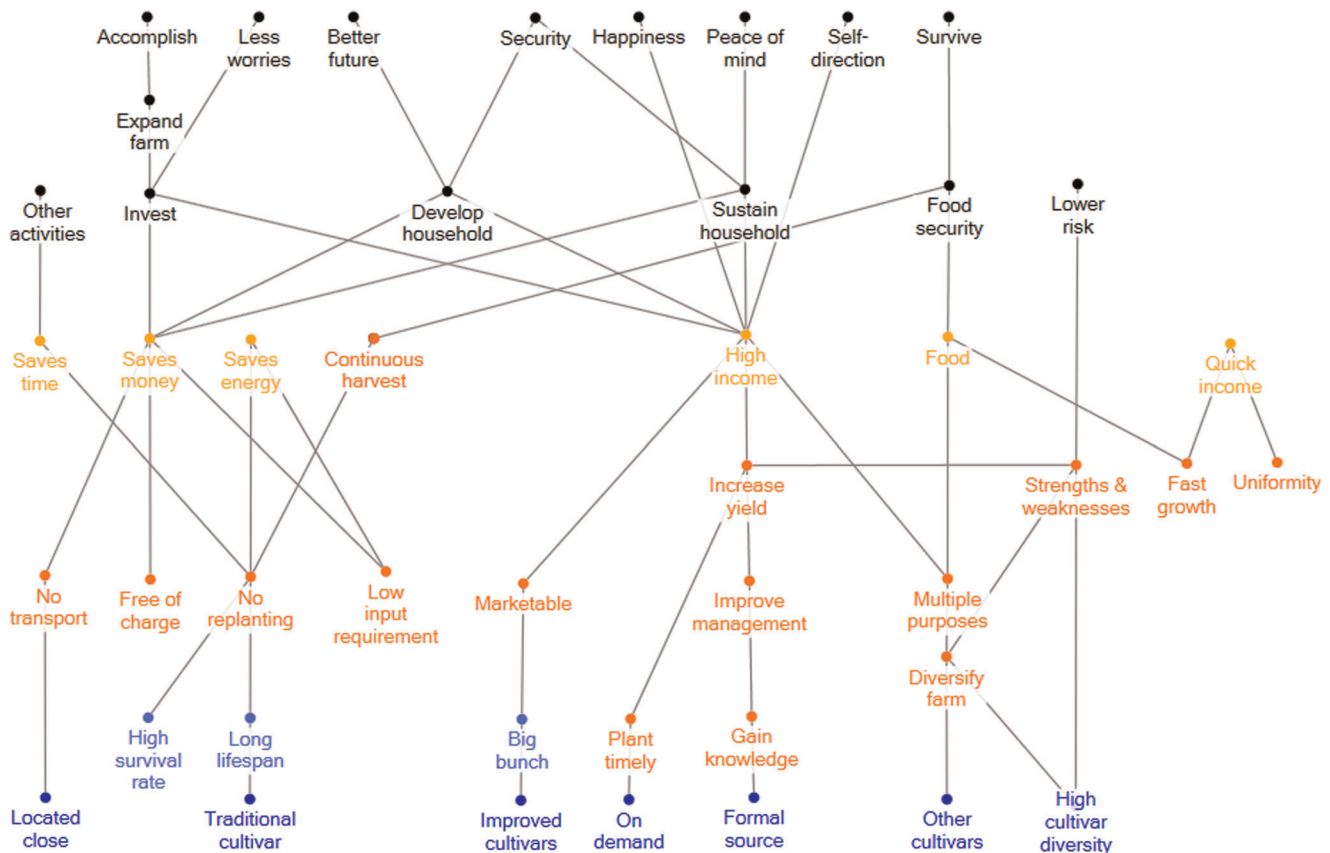 Accomplish
Less
worries
Better
future
Security
Happiness
Peace of
mind
Self-
direction
Survive
Expand
farm
Other
activities
Invest
Develop
household
Sustain
household
Food
security
Lower
risk
Saves
time
Saves
money
Saves
energy
Continuous
harvest
High
income
Food
Quick
income
Increase
yield
Strengths &
weaknesses
Fast
growth
Uniformity
No
transport
Free of
charge
No
replanting
Low
input
requirement
Marketable
Improve
management
Multiple
purposes
Diversify
farm
High
survival
rate
Long
lifespan
Big
bunch
Plant
timely
Gain
knowledge
Located
close
Traditional
cultivar
Improved
cultivars
On
demand
Formal
source
Other
cultivars
High
cultivar
diversity